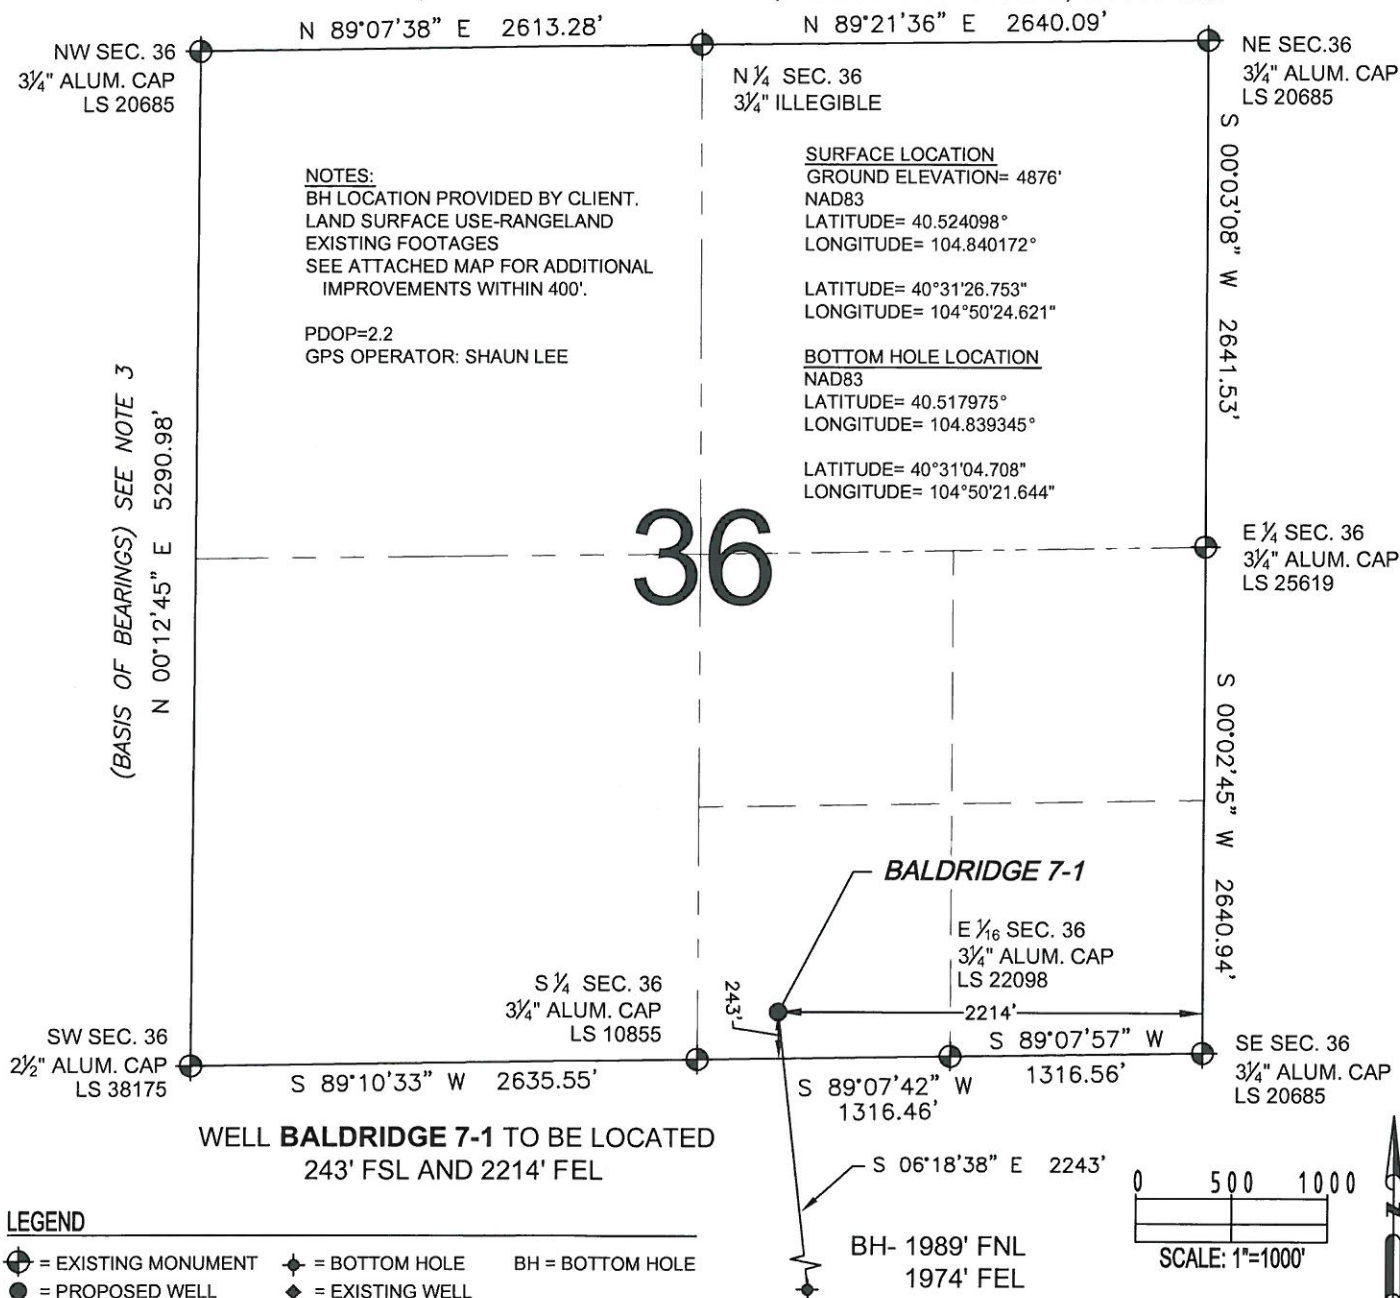 N 89°07'38" E 2613.28'
N 89°21'36" E 2640.09'
NW SEC. 36
3¼" ALUM. CAP
LS 20685
N ¼ SEC. 36
3¼" ILLEGIBLE
NE SEC.36
3¼" ALUM. CAP
LS 20685
NOTES:
BH LOCATION PROVIDED BY CLIENT.
LAND SURFACE USE-RANGELAND
EXISTING FOOTAGES
SEE ATTACHED MAP FOR ADDITIONAL
IMPROVEMENTS WITHIN 400'.
PDOP=2.2
GPS OPERATOR: SHAUN LEE
SURFACE LOCATION
GROUND ELEVATION= 4876'
NAD83
LATITUDE= 40.524098°
LONGITUDE= 104.840172°
LATITUDE= 40°31'26.753"
LONGITUDE= 104°50'24.621"
BOTTOM HOLE LOCATION
NAD83
LATITUDE= 40.517975°
LONGITUDE= 104.839345°
LATITUDE= 40°31'04.708"
LONGITUDE= 104°50'21.644"
S 00°03'08" W 2641.53'
(BASIS OF BEARINGS) SEE NOTE 3
N 00°12'45" E 5290.98'
36
E ¼ SEC. 36
3¼" ALUM. CAP
LS 25619
S 00°02'45" W 2640.94'
BALDRIDGE 7-1
E 1/16 SEC. 36
3¼" ALUM. CAP
LS 22098
S ¼ SEC. 36
3¼" ALUM. CAP
LS 10855
243'
2214'
SW SEC. 36
2½" ALUM. CAP
LS 38175
S 89°10'33" W 2635.55'
S 89°07'42" W
1316.46'
S 89°07'57" W
1316.56'
SE SEC. 36
3¼" ALUM. CAP
LS 20685
WELL BALDRIDGE 7-1 TO BE LOCATED
243' FSL AND 2214' FEL
S 06°18'38" E 2243'
BH- 1989' FNL
1974' FEL
0 500 1000
SCALE: 1"=1000'
LEGEND
= EXISTING MONUMENT = BOTTOM HOLE BH = BOTTOM HOLE
= PROPOSED WELL = EXISTING WELL